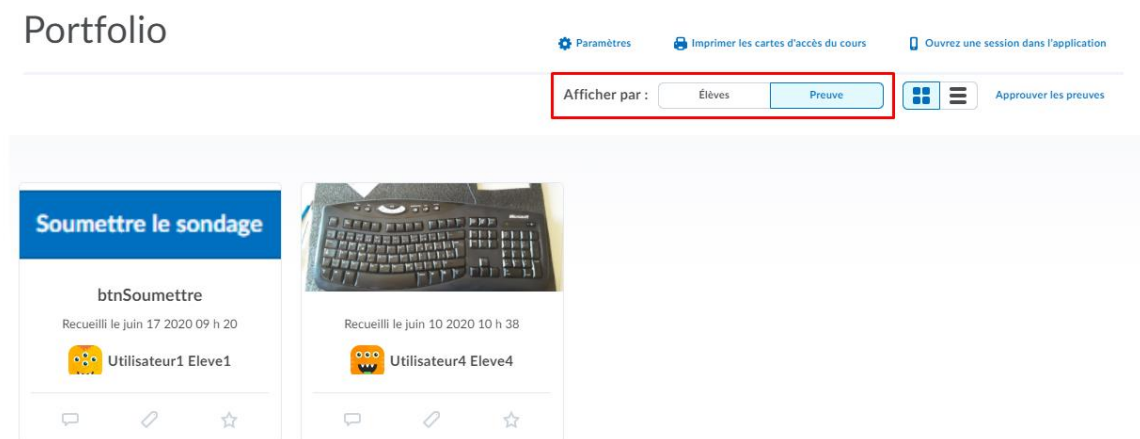 Portfolio
Paramètres
Imprimer les cartes d'accès du cours
Ouvrez une session dans l'application
Afficher par :
Élèves
Preuve
Approuver les preuves
Soumettre le sondage
btnSoumettre
Recueilli le juin 17 2020 09 h 20
Utilisateur1 Eleve1
Recueilli le juin 10 2020 10 h 38
Utilisateur4 Eleve4